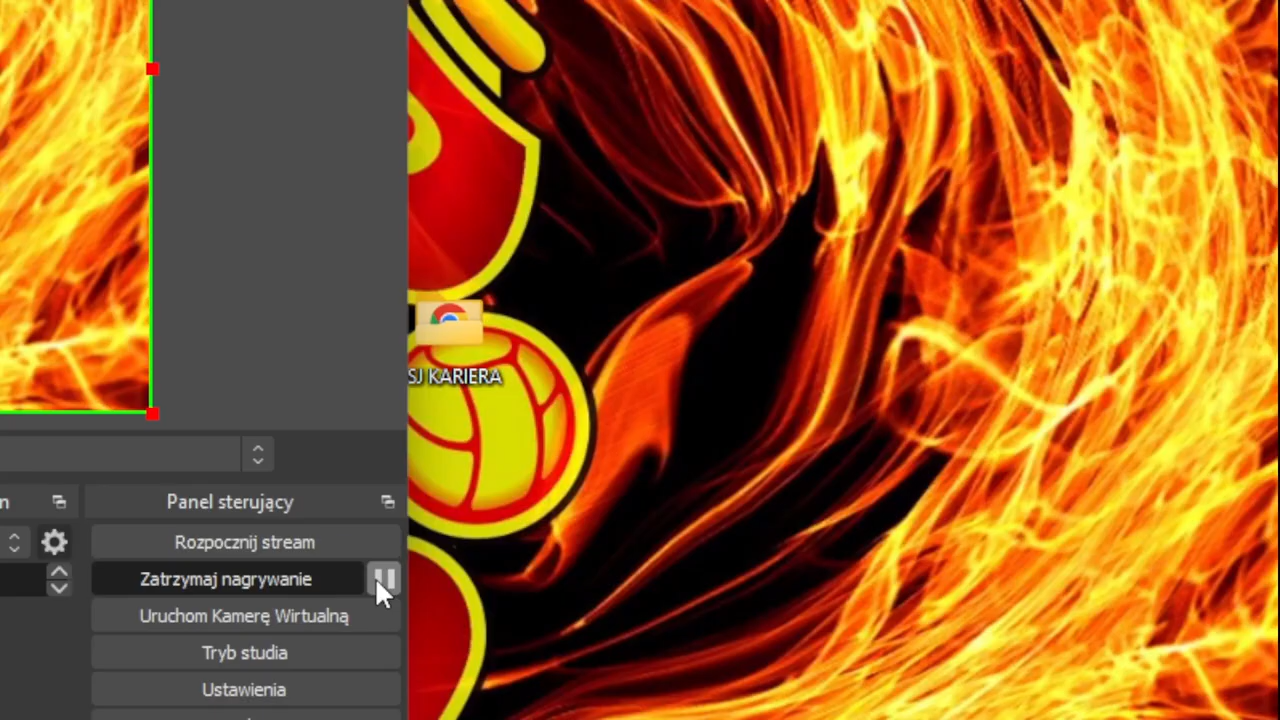 SJ KARIERA
n
Panel sterujący
Rozpocznij stream
Zatrzymaj nagrywanie
Uruchom Kamerę Wirtualną
Tryb studia
Ustawienia